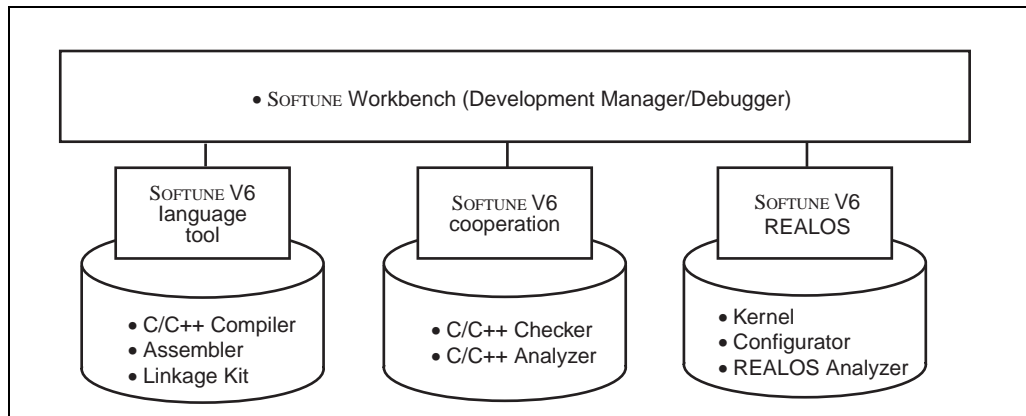 • SOFTUNE Workbench (Development Manager/Debugger)
SOFTUNE V6
language
tool
SOFTUNE V6
cooperation
SOFTUNE V6
REALOS
• C/C++ Compiler
• Assembler
• Linkage Kit
• C/C++ Checker
• C/C++ Analyzer
• Kernel
• Configurator
• REALOS Analyzer